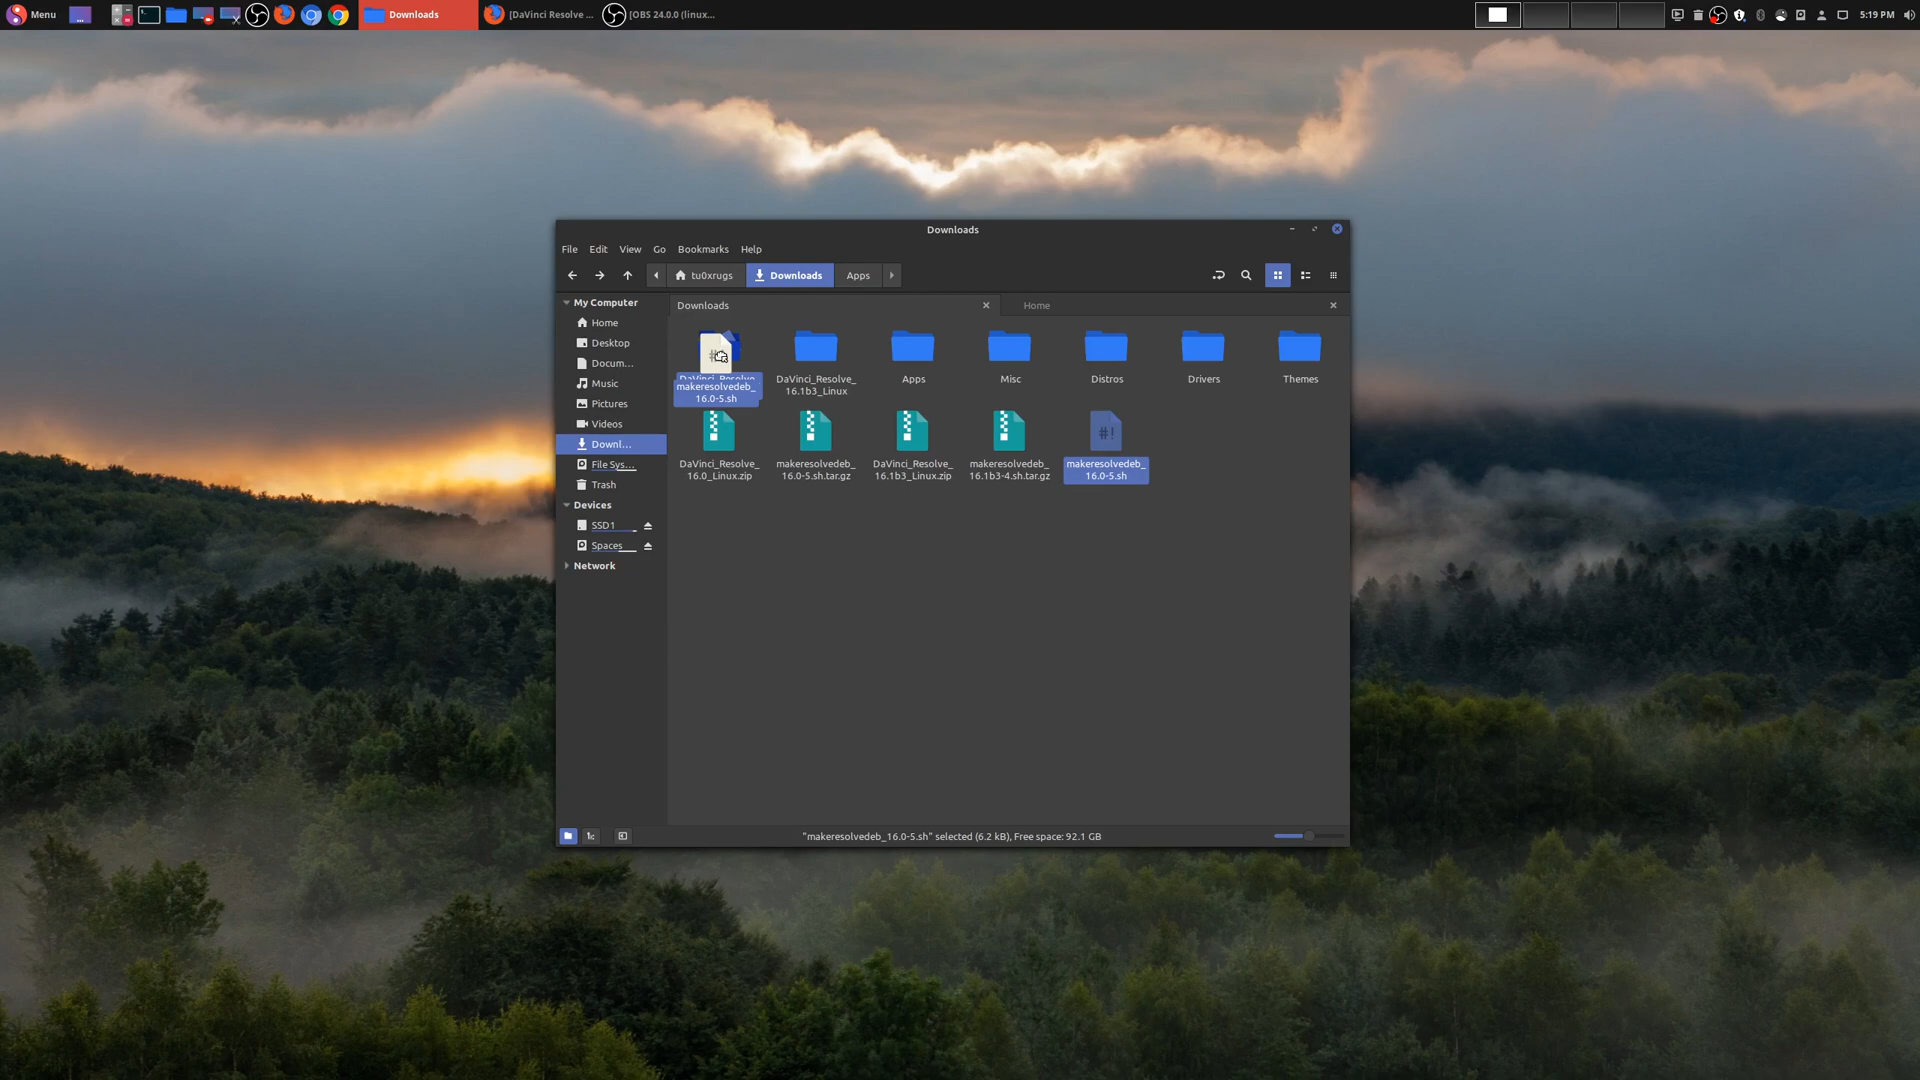 Menu
Downloads
[DaVinci Resolve ...
[OBS 24.0.0 (linux...
5:19 PM
Downloads
File Edit View Go Bookmarks Help
tu0xrugs
Downloads
Apps
Downloads
Home
My Computer
Home
Desktop
Docum...
Music
Pictures
Videos
Downl...
File Sys...
Trash
Devices
SSD1
Spaces
Network
DaVinci_Resolve_
makeresolvedeb_
16.0-5.sh
DaVinci_Resolve_
16.1b3_Linux
Apps
Misc
Distros
Drivers
Themes
DaVinci_Resolve_
16.0_Linux.zip
makeresolvedeb_
16.0-5.sh.tar.gz
DaVinci_Resolve_
16.1b3_Linux.zip
makeresolvedeb_
16.1b3-4.sh.tar.gz
#!
makeresolvedeb_
16.0-5.sh
"makeresolvedeb_16.0-5.sh" selected (6.2 kB), Free space: 92.1 GB